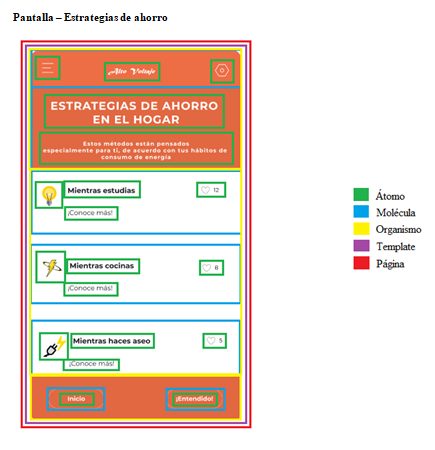 Pantalla – Estrategias de ahorro
Alto Voltaje
ESTRATEGIAS DE AHORRO
EN EL HOGAR
Estos métodos están pensados
especialmente para ti, de acuerdo con tus hábitos de
consumo de energía
Mientras estudias
12
¡Conoce más!
Mientras cocinas
6
¡Conoce más!
Mientras haces aseo
5
¡Conoce más!
Inicio
¡Entendido!
Átomo
Molécula
Organismo
Template
Página